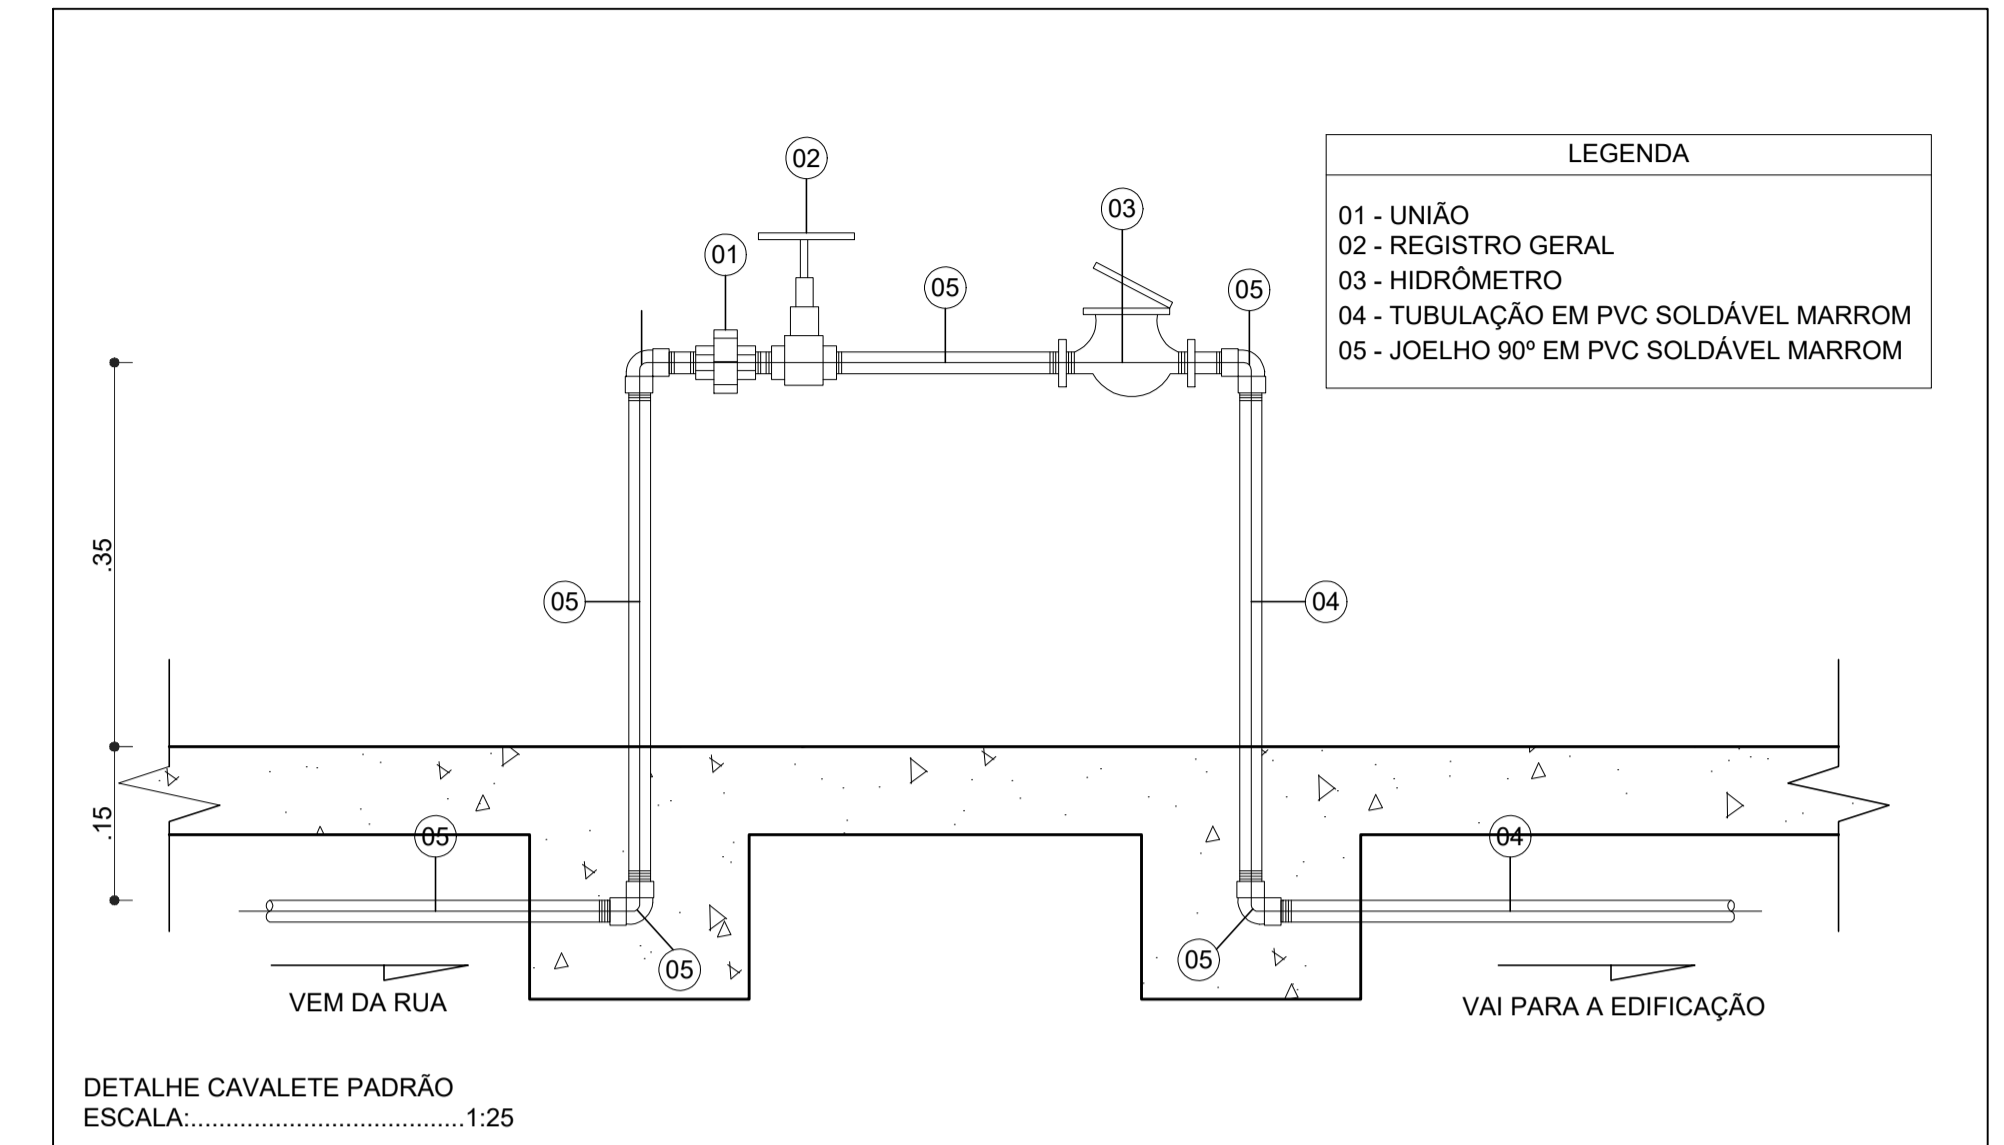 02
03
LEGENDA
01 - UNIÃO
02 - REGISTRO GERAL
03 - HIDRÔMETRO
04 - TUBULAÇÃO EM PVC SOLDÁVEL MARROM
05 - JOELHO 90º EM PVC SOLDÁVEL MARROM
01
05
05
.35
05
04
.15
05
04
05
05
VEM DA RUA
VAI PARA A EDIFICAÇÃO
DETALHE CAVALETE PADRÃO
ESCALA:.......................................1:25